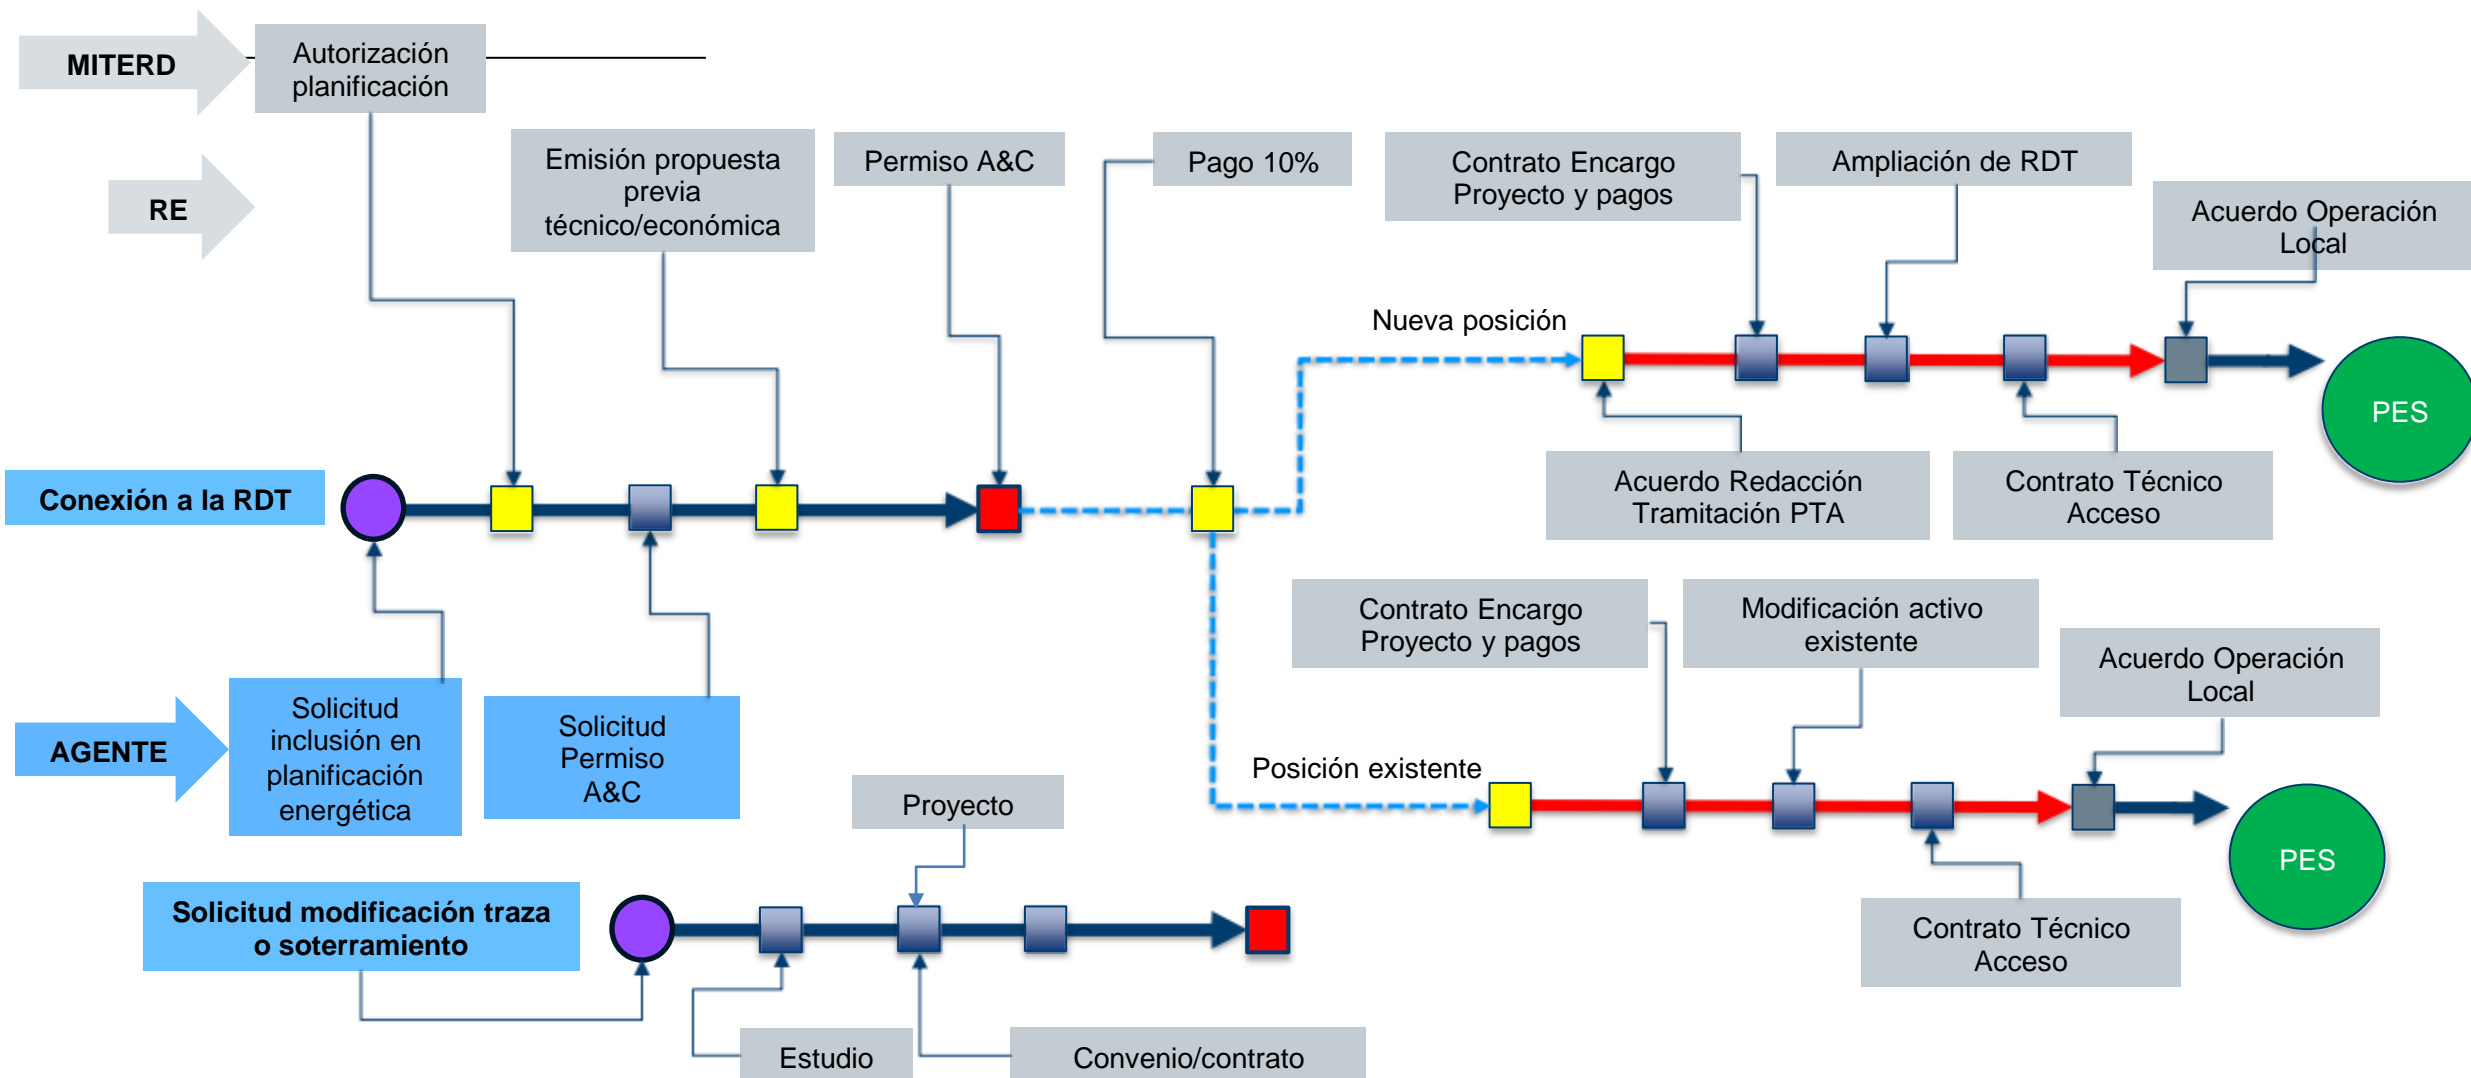 MITERD
Autorización
planificación
RE
Emisión propuesta
previa
técnico/económica
Permiso A&C
Pago 10%
Contrato Encargo
Proyecto y pagos
Ampliación de RDT
Acuerdo Operación
Local
Nueva posición
PES
Conexión a la RDT
Acuerdo Redacción
Tramitación PTA
Contrato Técnico
Acceso
Contrato Encargo
Proyecto y pagos
Modificación activo
existente
Acuerdo Operación
Local
AGENTE
Solicitud
inclusión en
planificación
energética
Solicitud
Permiso
A&C
Posición existente
PES
Proyecto
Solicitud modificación traza
o soterramiento
Contrato Técnico
Acceso
Estudio
Convenio/contrato